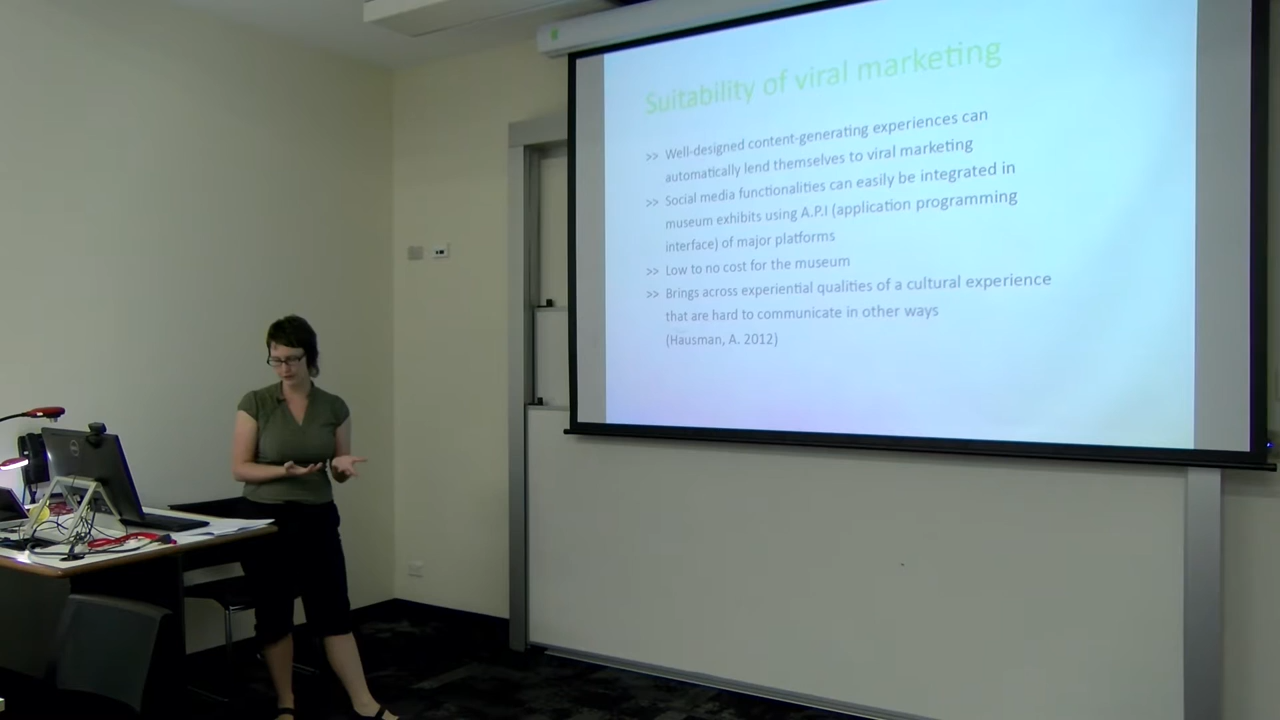 Suitability of viral marketing
>> Well-designed content-generating experiences can
automatically lend themselves to viral marketing
>> Social media functionalities can easily be integrated in
museum exhibits using A.P.I (application programming
interface) of major platforms
>> Low to no cost for the museum
>> Brings across experiential qualities of a cultural experience
that are hard to communicate in other ways
(Hausman, A. 2012)
DELL